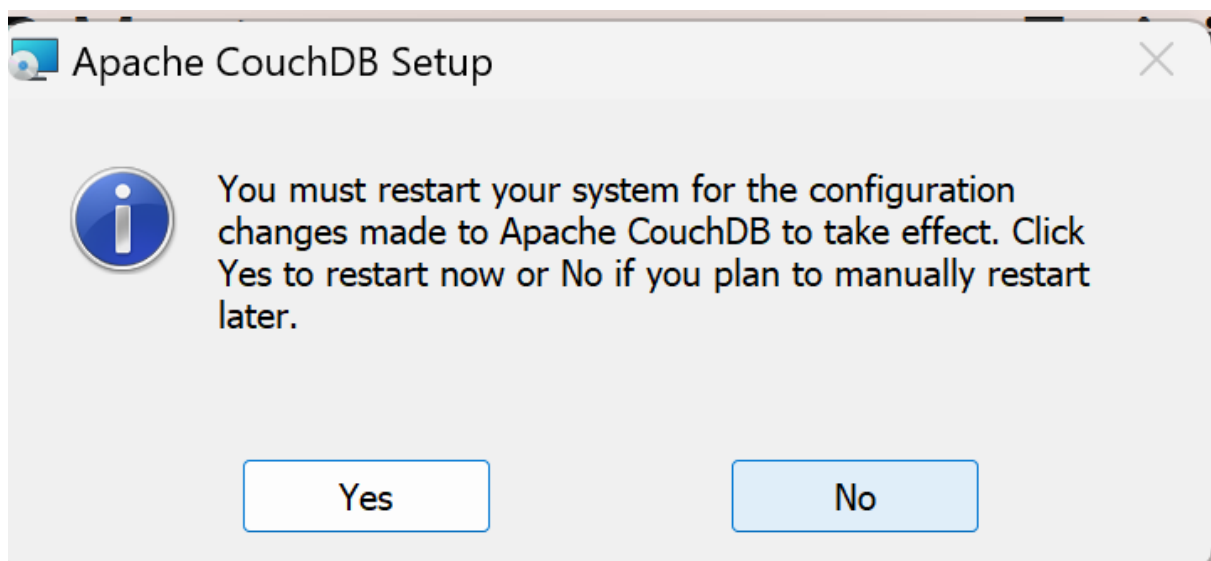 Apache CouchDB Setup
You must restart your system for the configuration
changes made to Apache CouchDB to take effect. Click
Yes to restart now or No if you plan to manually restart
later.
Yes
No